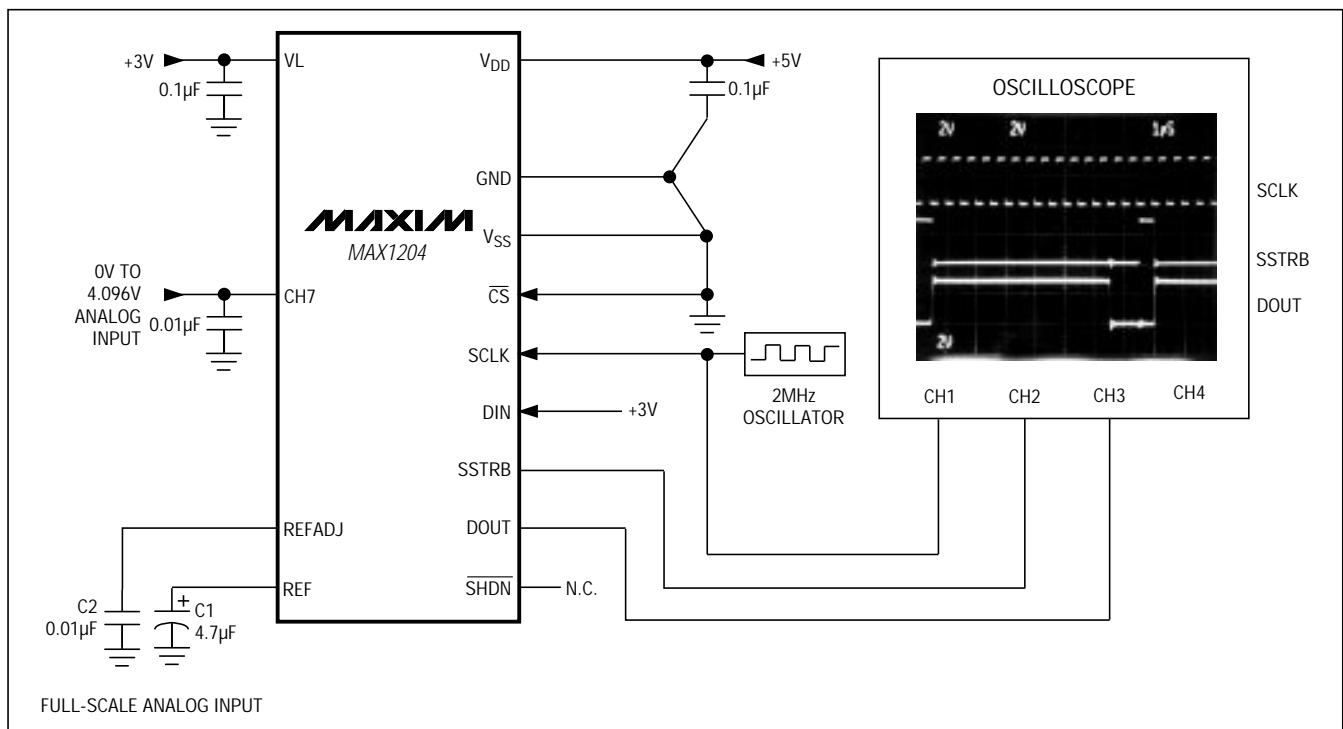 +3V
VL
0.1µF
VDD
+5V
0.1µF
GND
MAXIM
MAX1204
VSS
0V TO
4.096V
ANALOG
INPUT
0.01µF
CH7
CS
SCLK
2MHz
OSCILLATOR
DIN
+3V
SSTRB
REFADJ
DOUT
REF
SHDN
N.C.
C2
0.01µF
+
C1
4.7µF
FULL-SCALE ANALOG INPUT
OSCILLOSCOPE
2V
2V
1µS
SCLK
SSTRB
DOUT
2V
CH1
CH2
CH3
CH4